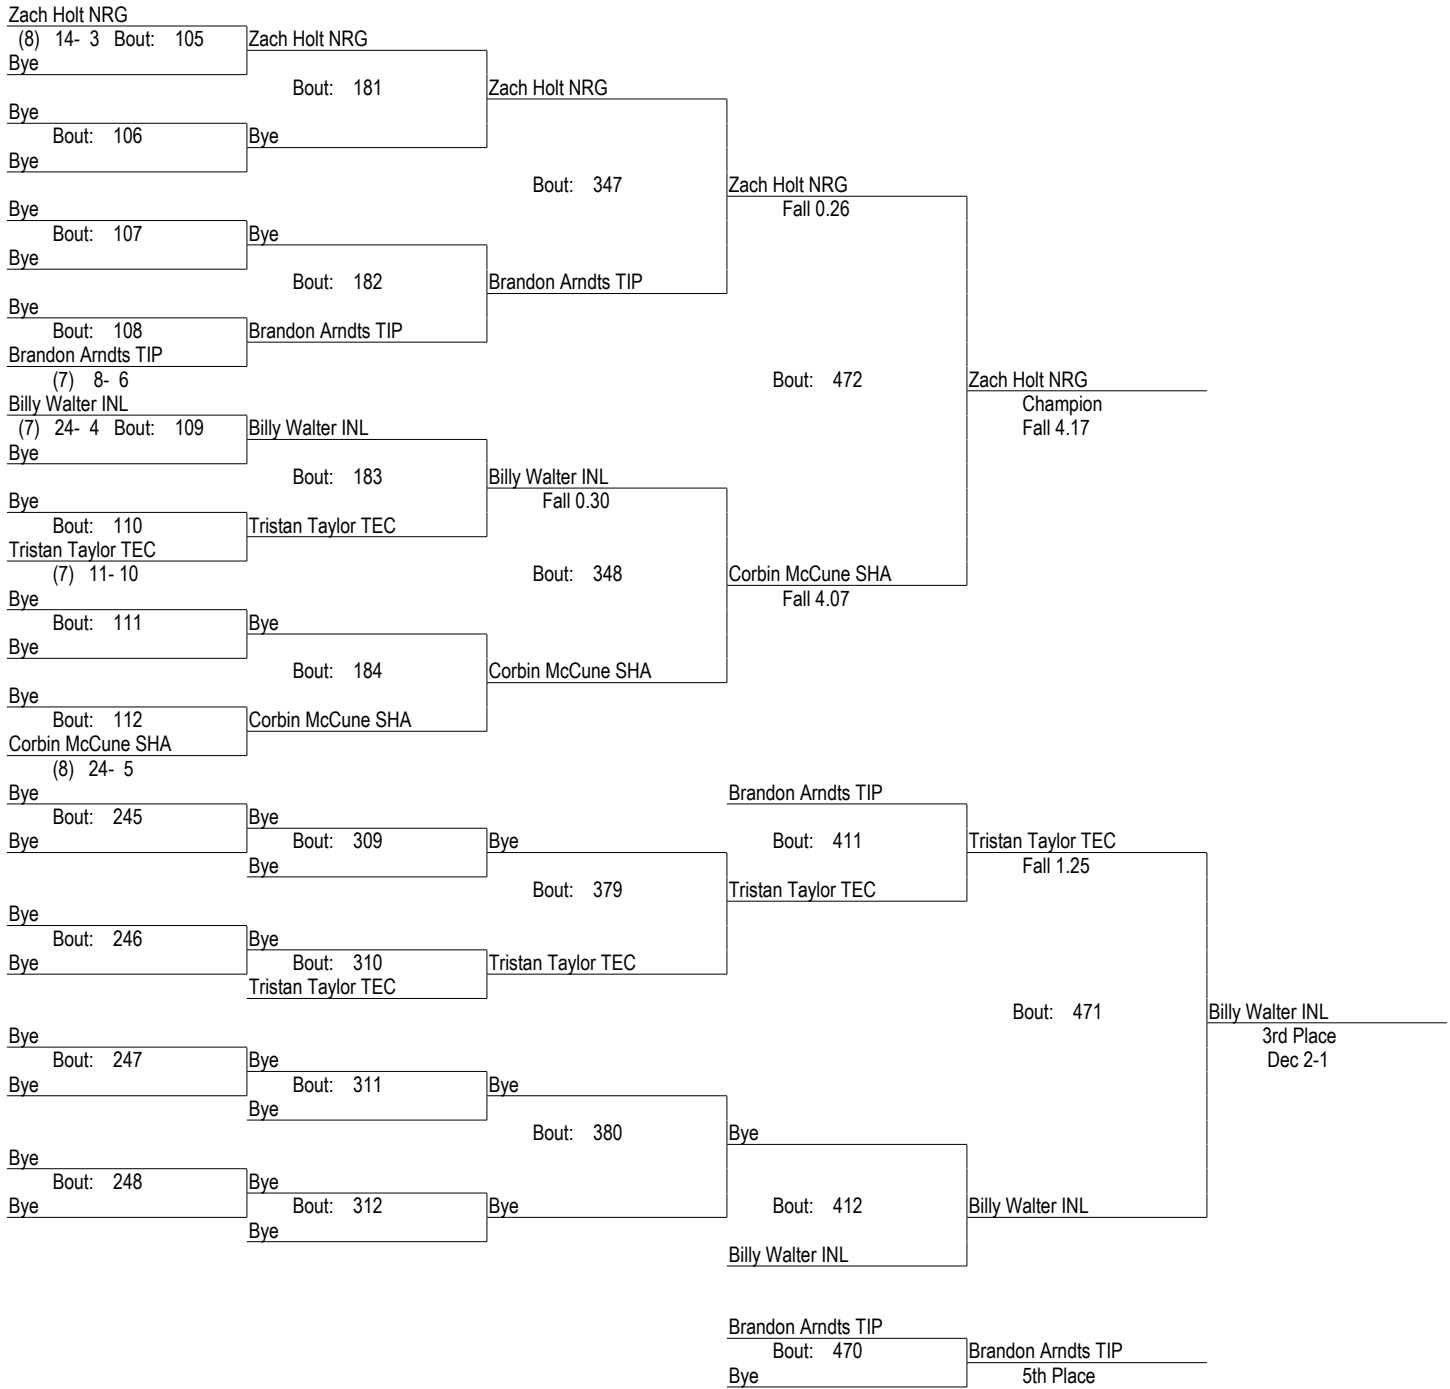 Zach Holt NRG
(8) 14- 3 Bout: 105 Zach Holt NRG
Bye
Bout: 181 Zach Holt NRG
Bye
Bout: 106 Bye
Bye
Bout: 347 Zach Holt NRG
Bye Fall 0.26
Bout: 107 Bye
Bye
Bout: 182 Brandon Arndts TIP
Bye
Bout: 108 Brandon Arndts TIP
Brandon Arndts TIP
(7) 8- 6 Bout: 472 Zach Holt NRG
Billy Walter INL Champion
(7) 24- 4 Bout: 109 Billy Walter INL Fall 4.17
Bye
Bout: 183 Billy Walter INL
Bye Fall 0.30
Bout: 110 Tristan Taylor TEC
Tristan Taylor TEC
(7) 11- 10 Bout: 348 Corbin McCune SHA
Bye Fall 4.07
Bout: 111 Bye
Bye
Bout: 184 Corbin McCune SHA
Bye
Bout: 112 Corbin McCune SHA
Corbin McCune SHA
(8) 24- 5
Bye Brandon Arndts TIP
Bout: 245 Bye
Bye Bout: 309 Bye Bout: 411 Tristan Taylor TEC
Bye Fall 1.25
Bout: 379 Tristan Taylor TEC
Bye
Bout: 246 Bye
Bye Bout: 310 Tristan Taylor TEC
Tristan Taylor TEC
Bout: 471 Billy Walter INL
Bye 3rd Place
Bout: 247 Bye Dec 2-1
Bye Bout: 311 Bye
Bye
Bout: 380 Bye
Bye
Bout: 248 Bye
Bye Bout: 312 Bye Bout: 412 Billy Walter INL
Bye
Billy Walter INL
Brandon Arndts TIP
Bout: 470 Brandon Arndts TIP
Bye 5th Place